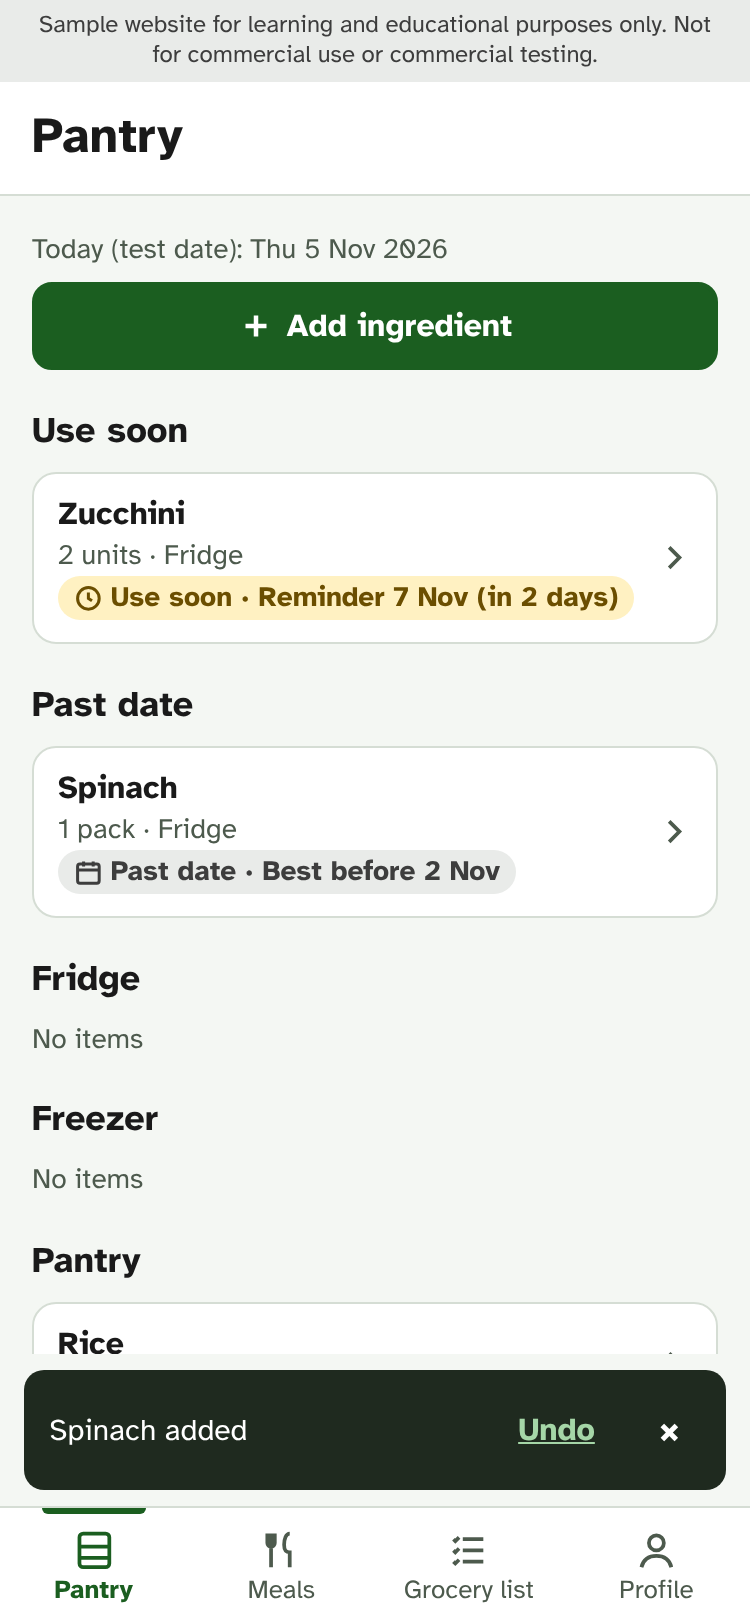 Sample website for learning and educational purposes only. Not
for commercial use or commercial testing.
Pantry
Today (test date): Thu 5 Nov 2026
+ Add ingredient
Use soon
Zucchini
2 units · Fridge
Use soon · Reminder 7 Nov (in 2 days)
Past date
Spinach
1 pack · Fridge
Past date · Best before 2 Nov
Fridge
No items
Freezer
No items
Pantry
Rice
Spinach added Undo ×
Pantry Meals Grocery list Profile